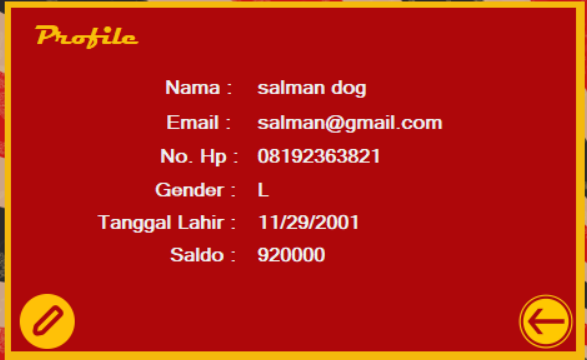 Profile
Nama : salman dog
Email : salman@gmail.com
No. Hp : 08192363821
Gender : L
Tanggal Lahir : 11/29/2001
Saldo : 920000